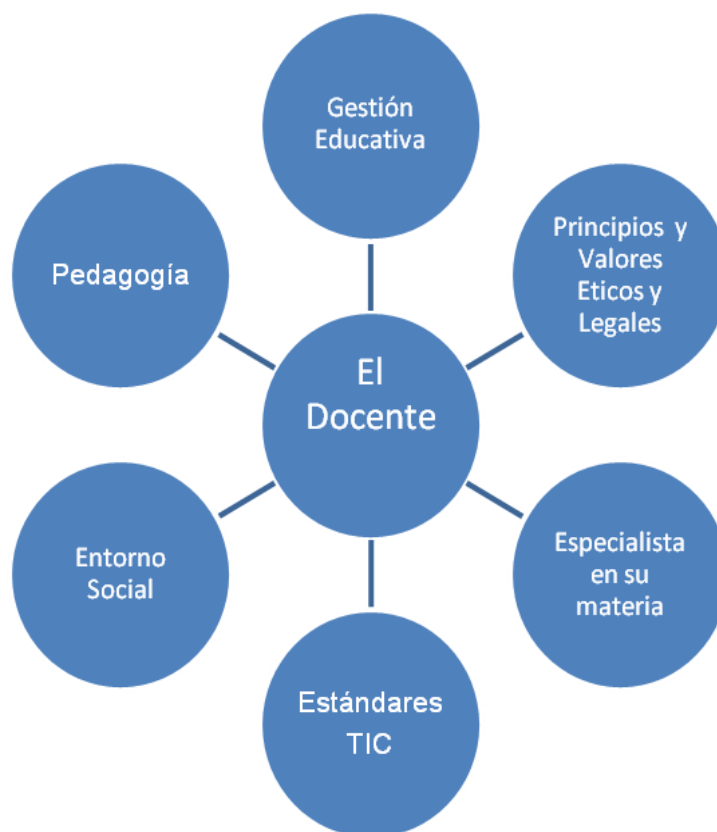 Gestión
Educativa
Pedagogía
Principios y
Valores
Eticos y
Legales
El
Docente
Entorno
Social
Especialista
en su
materia
Estándares
TIC